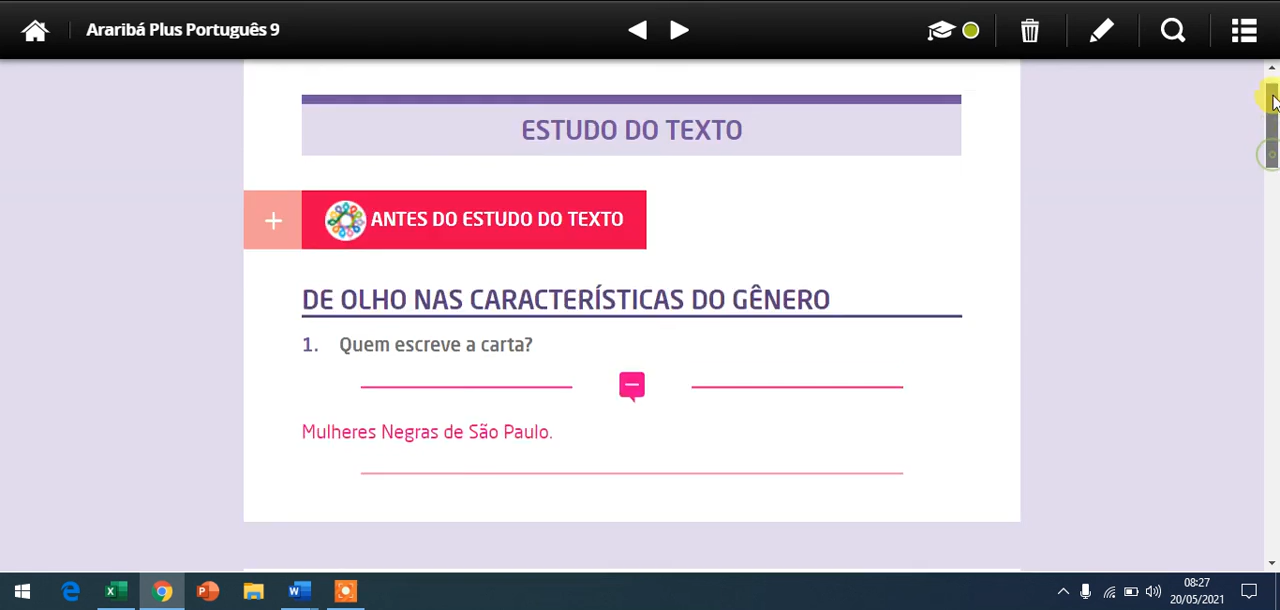 Araribá Plus Português 9
ESTUDO DO TEXTO
+ ANTES DO ESTUDO DO TEXTO
DE OLHO NAS CARACTERÍSTICAS DO GÊNERO
1. Quem escreve a carta?
Mulheres Negras de São Paulo.
08:27
20/05/2021